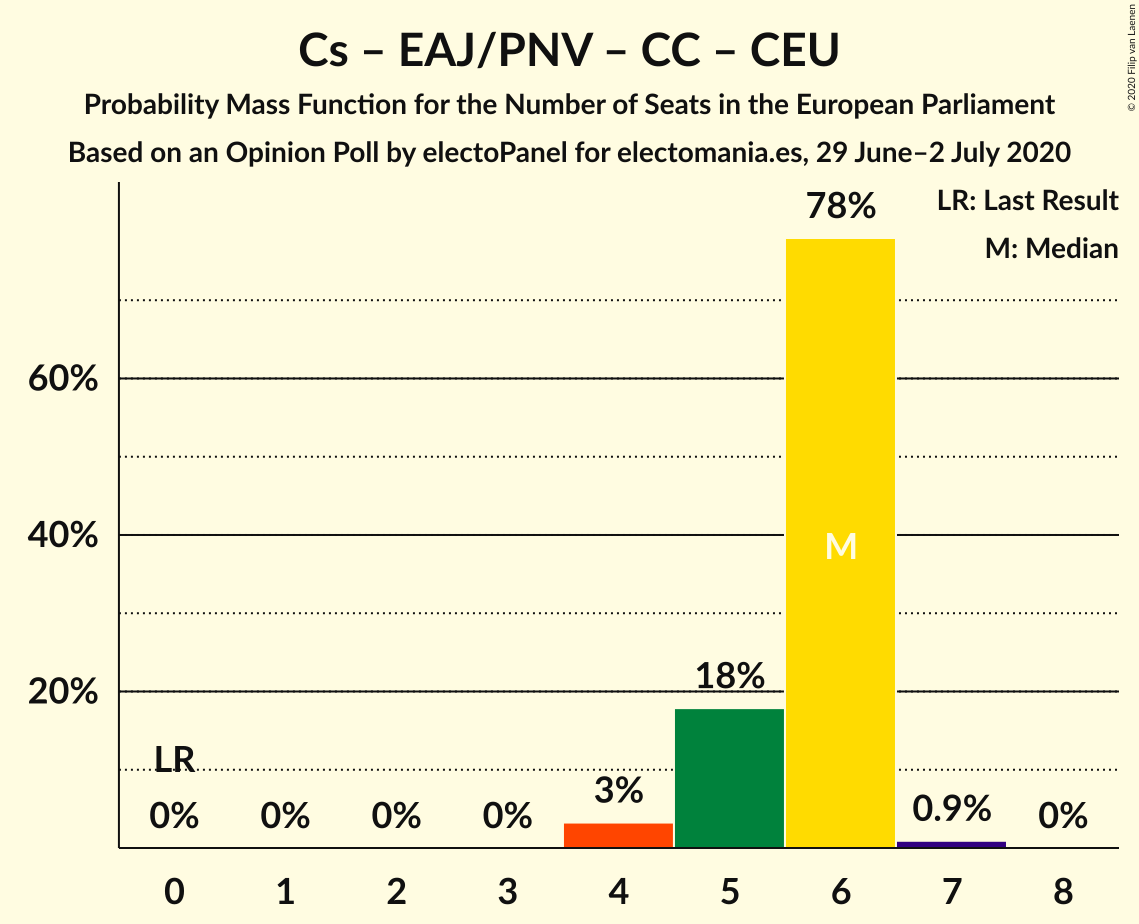 Cs – EAJ/PNV – CC – CEU
Probability Mass Function for the Number of Seats in the European Parliament
Based on an Opinion Poll by electoPanel for electomania.es, 29 June–2 July 2020
© 2020 Filip van Laenen
LR: Last Result
M: Median
78%
60%
40%
M
20%
18%
LR
0%
0%
0%
0%
3%
0.9%
0%
0
1
2
3
4
5
6
7
8